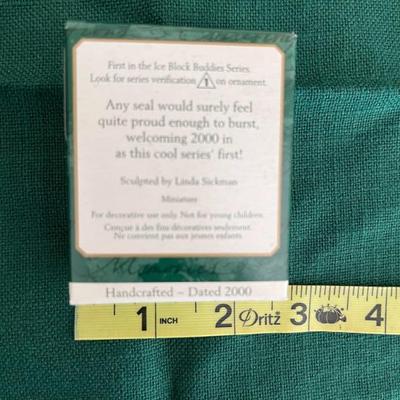 First in the Ice Block Buddies Series.
Look for series verification 1 on ornament.
Any seal would surely feel
quite proud enough to burst,
welcoming 2000 in
as this cool series' first!
Sculpted by Linda Sickman
Miniature
For decorative use only. Not for young children.
Conçue à des fins décoratives seulement.
Ne convient pas aux jeunes enfants.
Memories
Handcrafted – Dated 2000
1 INCH 2 Dritz 3 4